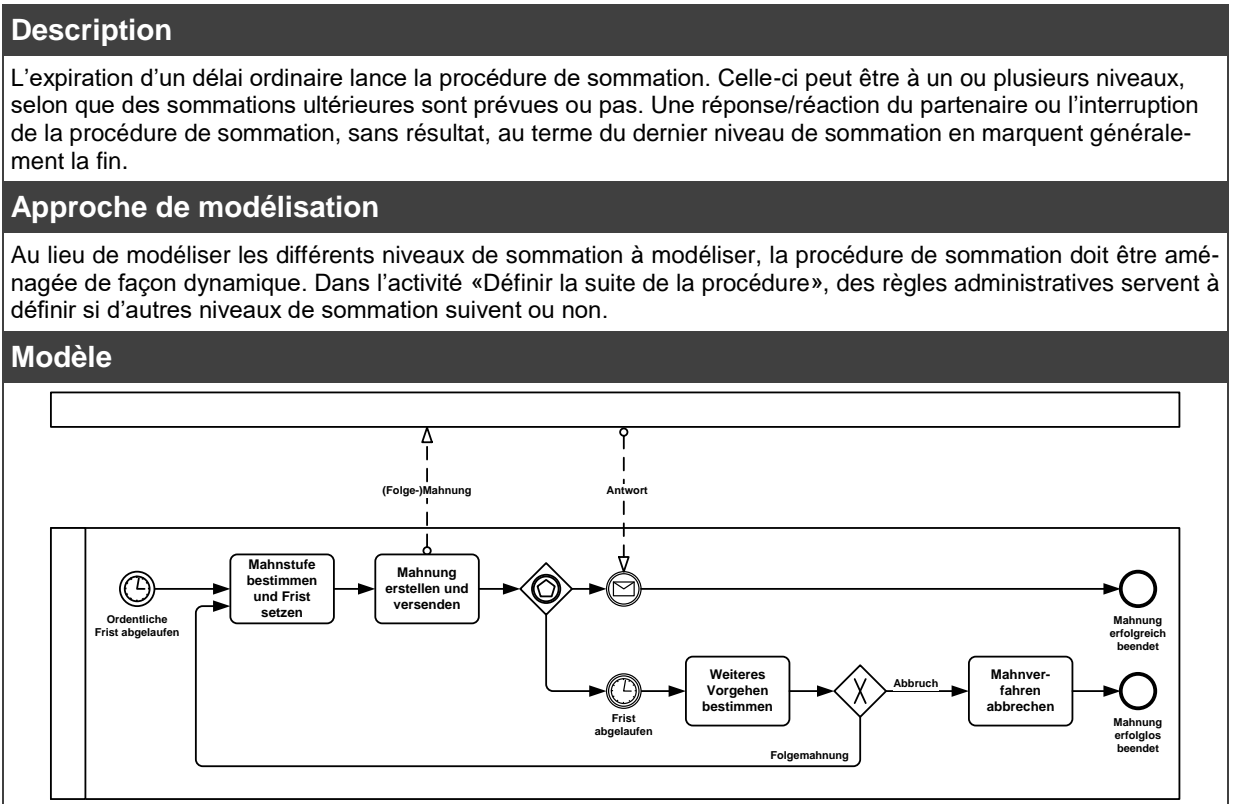 Description
L’expiration d’un délai ordinaire lance la procédure de sommation. Celle-ci peut être à un ou plusieurs niveaux,
selon que des sommations ultérieures sont prévues ou pas. Une réponse/réaction du partenaire ou l’interruption
de la procédure de sommation, sans résultat, au terme du dernier niveau de sommation en marquent générale-
ment la fin.
Approche de modélisation
Au lieu de modéliser les différents niveaux de sommation à modéliser, la procédure de sommation doit être amé-
nagée de façon dynamique. Dans l’activité «Définir la suite de la procédure», des règles administratives servent à
définir si d’autres niveaux de sommation suivent ou non.
Modèle
(Folge-)Mahnung
Antwort
Ordentliche
Frist abgelaufen
Mahnstufe
bestimmen
und Frist
setzen
Mahnung
erstellen und
versenden
Mahnung
erfolgreich
beendet
Frist
abgelaufen
Weiteres
Vorgehen
bestimmen
Abbruch
Mahnver-
fahren
abbrechen
Mahnung
erfolglos
beendet
Folgemahnung